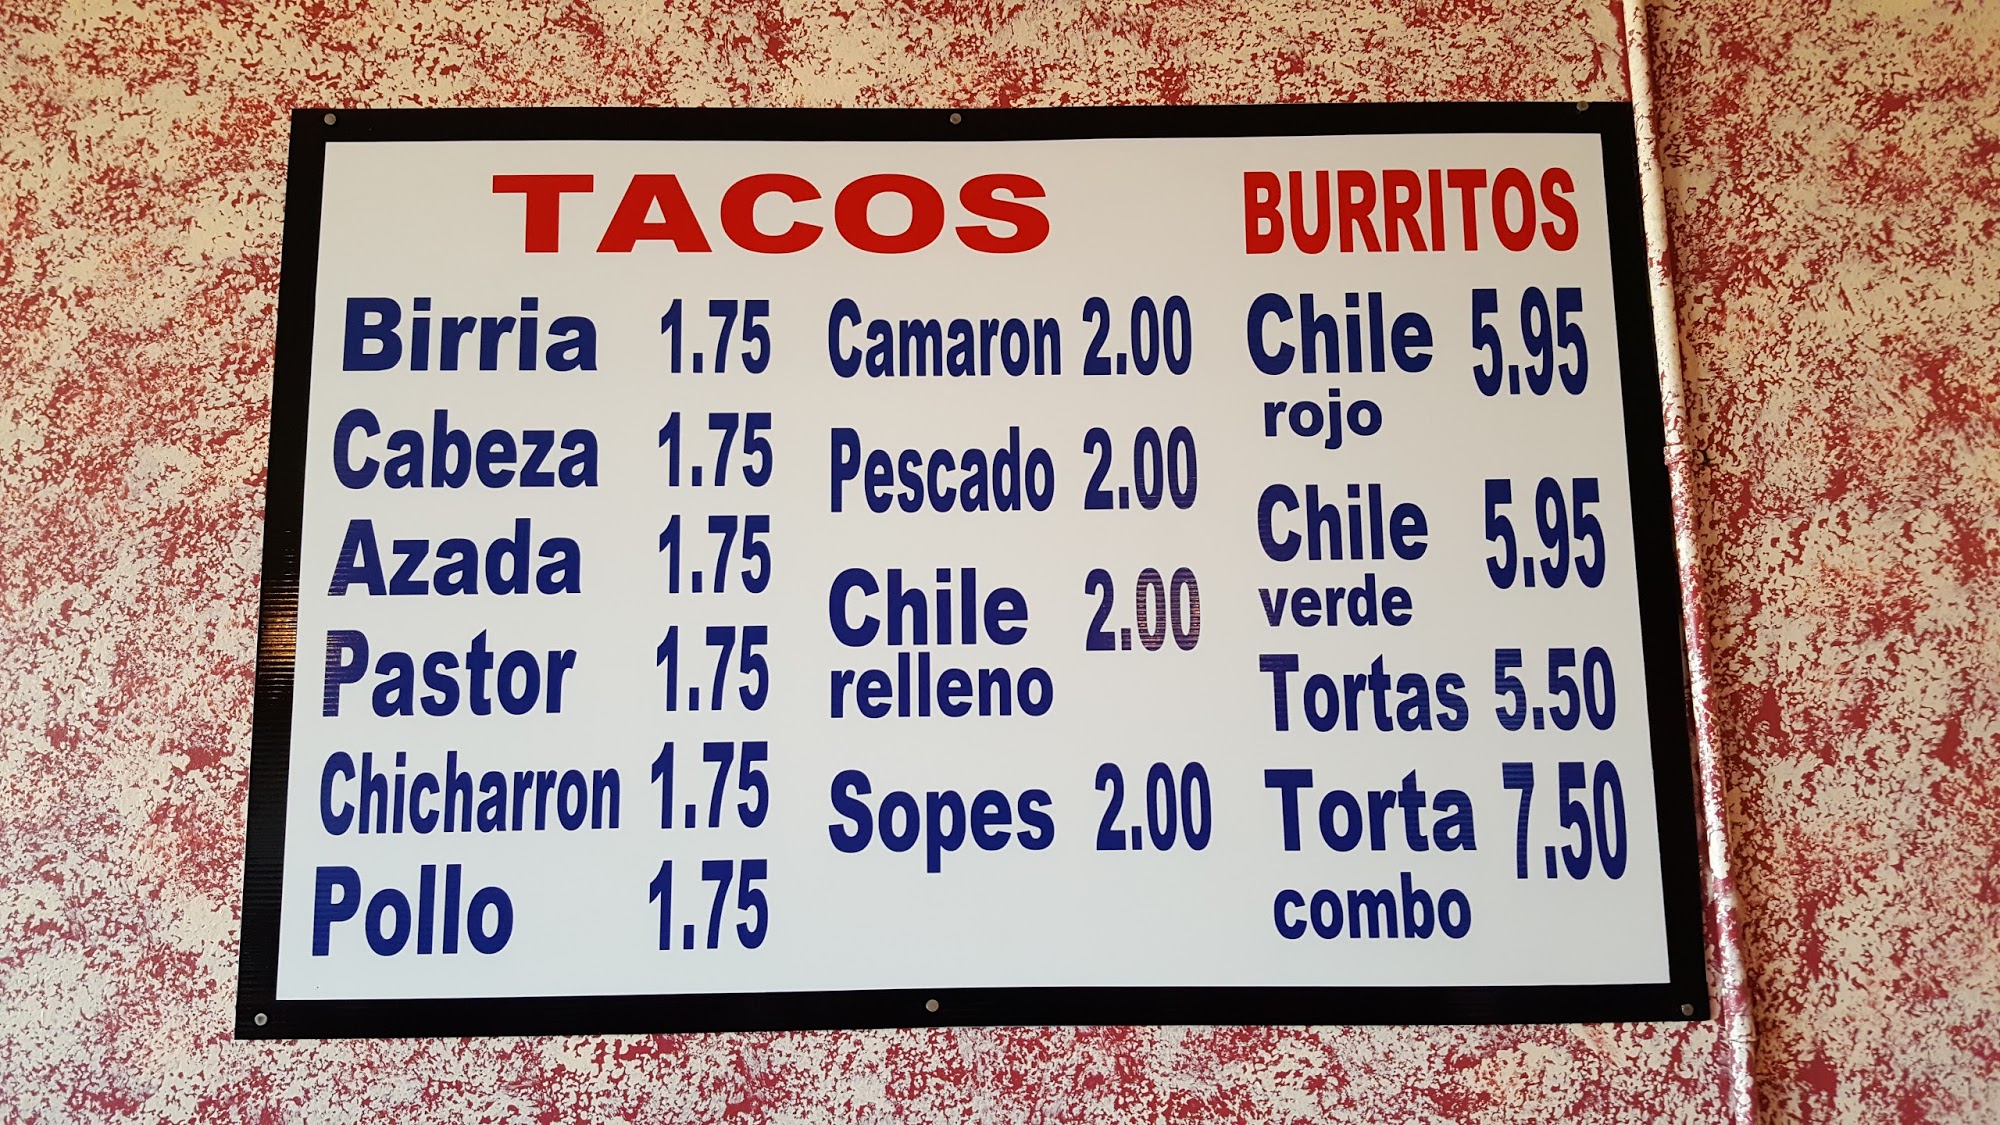 TACOS
Birria 1.75
Cabeza 1.75
Azada 1.75
Pastor 1.75
Chicharron 1.75
Pollo 1.75
Camaron 2.00
Pescado 2.00
Chile 2.00
relleno
Sopes 2.00
BURRITOS
Chile 5.95
rojo
Chile 5.95
verde
Tortas 5.50
Torta 7.50
combo